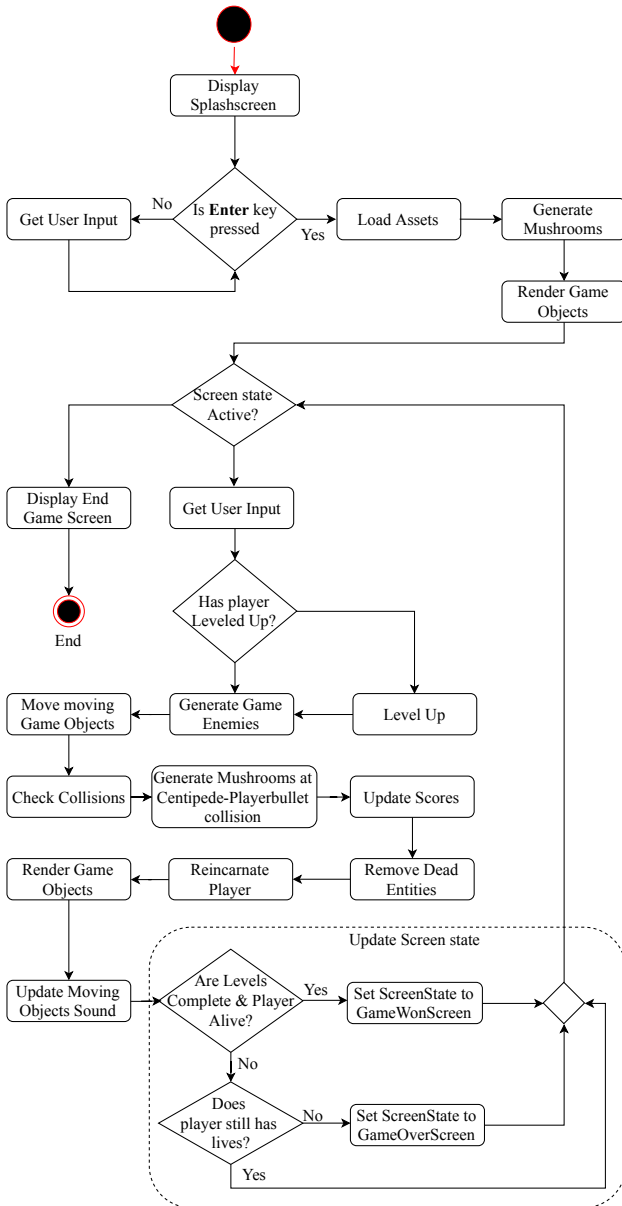 Display
Splashscreen
No
Get User Input
Is Enter key
pressed
Yes
Load Assets
Generate
Mushrooms
Render Game
Objects
Screen state
Active?
Display End
Game Screen
Get User Input
End
Has player
Leveled Up?
Move moving
Game Objects
Generate Game
Enemies
Level Up
Check Collisions
Generate Mushrooms at
Centipede-Playerbullet
collision
Update Scores
Render Game
Objects
Reincarnate
Player
Remove Dead
Entities
Update Screen state
Update Moving
Objects Sound
Are Levels
Complete & Player
Alive?
Yes
Set ScreenState to
GameWonScreen
No
Does
player still has
lives?
No
Set ScreenState to
GameOverScreen
Yes